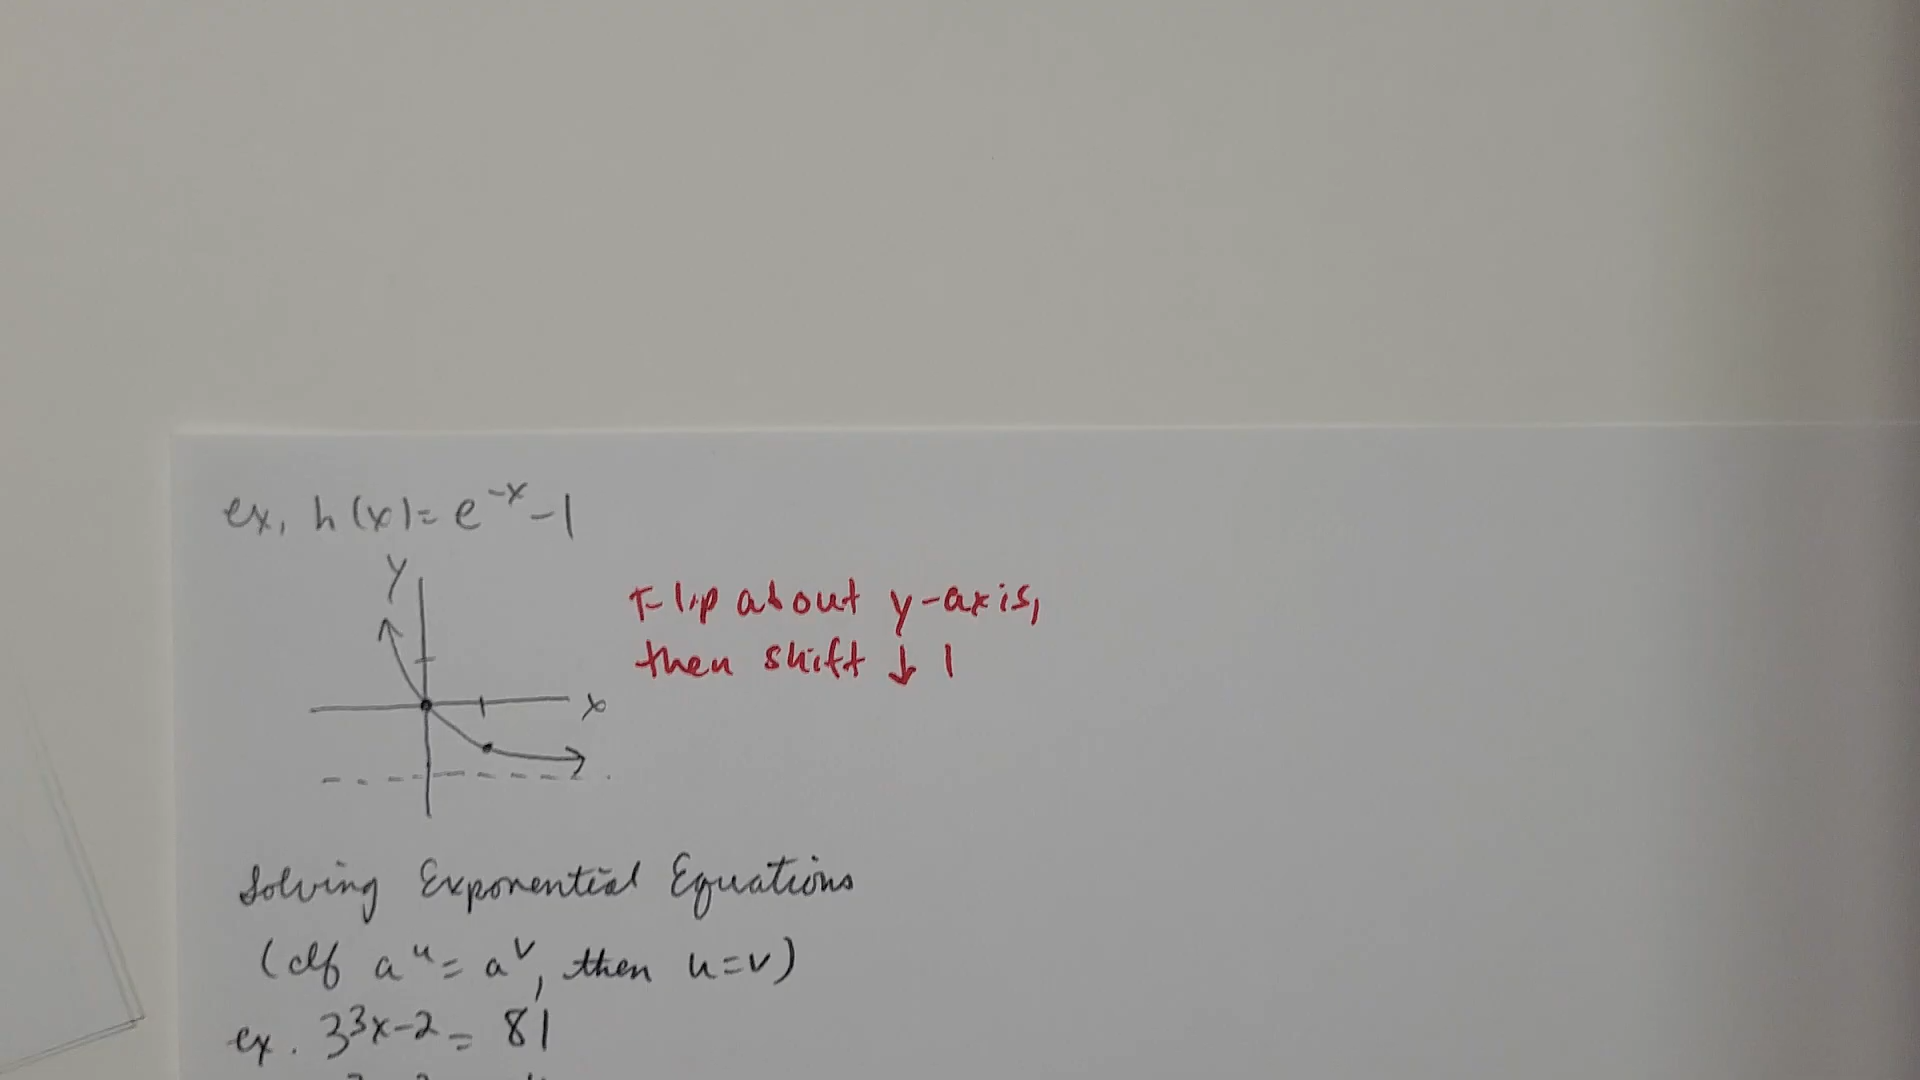 ex, h(x)= e^-x -1
y
Flip about y-axis,
then shift ↓ 1
x
Solving Exponential Equations
(If a^u = a^v, then u=v)
ex. 3^3x-2 = 81